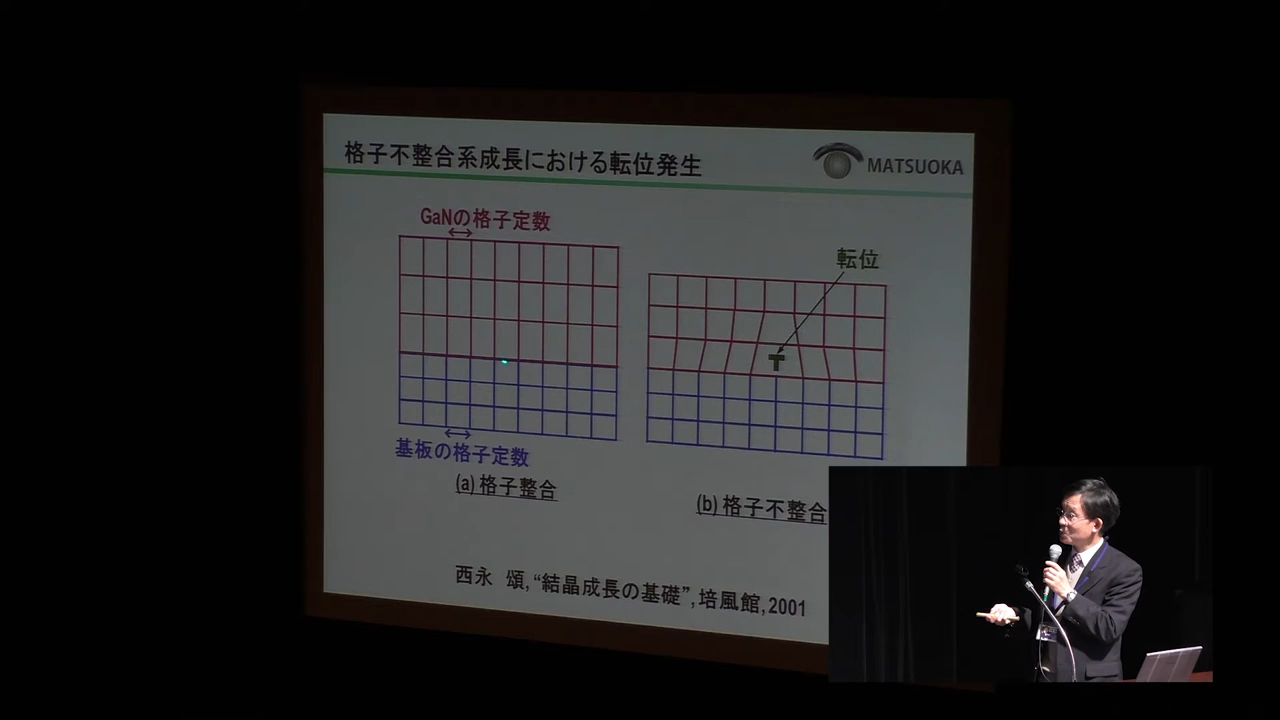 格子不整合系成長における転位発生
MATSUOKA
GaNの格子定数
転位
基板の格子定数
(a) 格子整合
(b) 格子不整合
西永 頌, “結晶成長の基礎”, 培風館, 2001